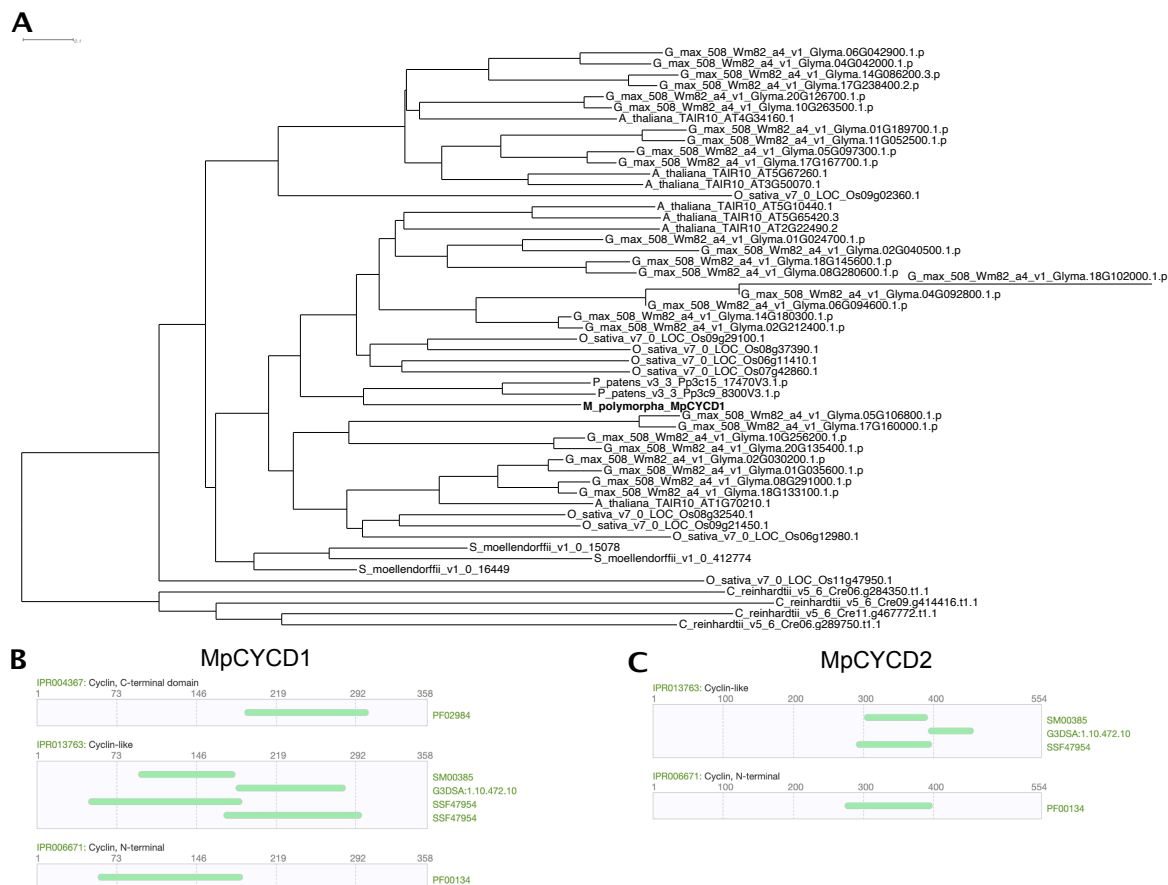 A
0.1
G_max_508_Wm82_a4_v1_Glyma.06G042900.1.p
G_max_508_Wm82_a4_v1_Glyma.04G042000.1.p
G_max_508_Wm82_a4_v1_Glyma.14G086200.3.p
G_max_508_Wm82_a4_v1_Glyma.17G238400.2.p
G_max_508_Wm82_a4_v1_Glyma.20G126700.1.p
G_max_508_Wm82_a4_v1_Glyma.10G263500.1.p
A_thaliana_TAIR10_AT4G34160.1
G_max_508_Wm82_a4_v1_Glyma.01G189700.1.p
G_max_508_Wm82_a4_v1_Glyma.11G052500.1.p
G_max_508_Wm82_a4_v1_Glyma.05G097300.1.p
G_max_508_Wm82_a4_v1_Glyma.17G167700.1.p
A_thaliana_TAIR10_AT5G67260.1
A_thaliana_TAIR10_AT3G50070.1
O_sativa_v7_0_LOC_Os09g02360.1
A_thaliana_TAIR10_AT5G10440.1
A_thaliana_TAIR10_AT5G65420.3
A_thaliana_TAIR10_AT2G22490.2
G_max_508_Wm82_a4_v1_Glyma.01G024700.1.p
G_max_508_Wm82_a4_v1_Glyma.02G040500.1.p
G_max_508_Wm82_a4_v1_Glyma.18G145600.1.p
G_max_508_Wm82_a4_v1_Glyma.08G280600.1.p
G_max_508_Wm82_a4_v1_Glyma.18G102000.1.p
G_max_508_Wm82_a4_v1_Glyma.04G092800.1.p
G_max_508_Wm82_a4_v1_Glyma.06G094600.1.p
G_max_508_Wm82_a4_v1_Glyma.14G180300.1.p
G_max_508_Wm82_a4_v1_Glyma.02G212400.1.p
O_sativa_v7_0_LOC_Os09g29100.1
O_sativa_v7_0_LOC_Os08g37390.1
O_sativa_v7_0_LOC_Os06g11410.1
O_sativa_v7_0_LOC_Os07g42860.1
P_patens_v3_3_Pp3c15_17470V3.1.p
P_patens_v3_3_Pp3c9_8300V3.1.p
M_polymorpha_MpCYCD1
G_max_508_Wm82_a4_v1_Glyma.05G106800.1.p
G_max_508_Wm82_a4_v1_Glyma.17G160000.1.p
G_max_508_Wm82_a4_v1_Glyma.10G256200.1.p
G_max_508_Wm82_a4_v1_Glyma.20G135400.1.p
G_max_508_Wm82_a4_v1_Glyma.02G030200.1.p
G_max_508_Wm82_a4_v1_Glyma.01G035600.1.p
G_max_508_Wm82_a4_v1_Glyma.08G291000.1.p
G_max_508_Wm82_a4_v1_Glyma.18G133100.1.p
A_thaliana_TAIR10_AT1G70210.1
O_sativa_v7_0_LOC_Os08g32540.1
O_sativa_v7_0_LOC_Os09g21450.1
O_sativa_v7_0_LOC_Os06g12980.1
S_moellendorffii_v1_0_15078
S_moellendorffii_v1_0_412774
S_moellendorffii_v1_0_16449
O_sativa_v7_0_LOC_Os11g47950.1
C_reinhardtii_v5_6_Cre06.g284350.t1.1
C_reinhardtii_v5_6_Cre09.g414416.t1.1
C_reinhardtii_v5_6_Cre11.g467772.t1.1
C_reinhardtii_v5_6_Cre06.g289750.t1.1
B
MpCYCD1
IPR004367: Cyclin, C-terminal domain
1 73 146 219 292 358
PF02984
IPR013763: Cyclin-like
1 73 146 219 292 358
SM00385
G3DSA:1.10.472.10
SSF47954
SSF47954
IPR006671: Cyclin, N-terminal
1 73 146 219 292 358
PF00134
C
MpCYCD2
IPR013763: Cyclin-like
1 100 200 300 400 554
SM00385
G3DSA:1.10.472.10
SSF47954
IPR006671: Cyclin, N-terminal
1 100 200 300 400 554
PF00134